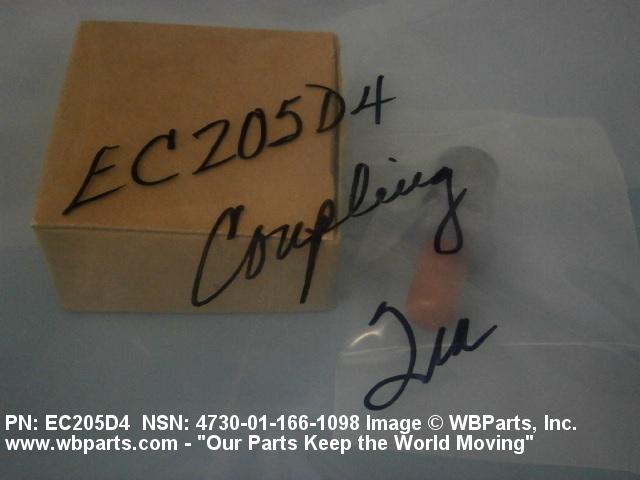 EC205D4
Coupling
PN: EC205D4 NSN: 4730-01-166-1098 Image © WBParts, Inc.
www.wbparts.com - "Our Parts Keep the World Moving"